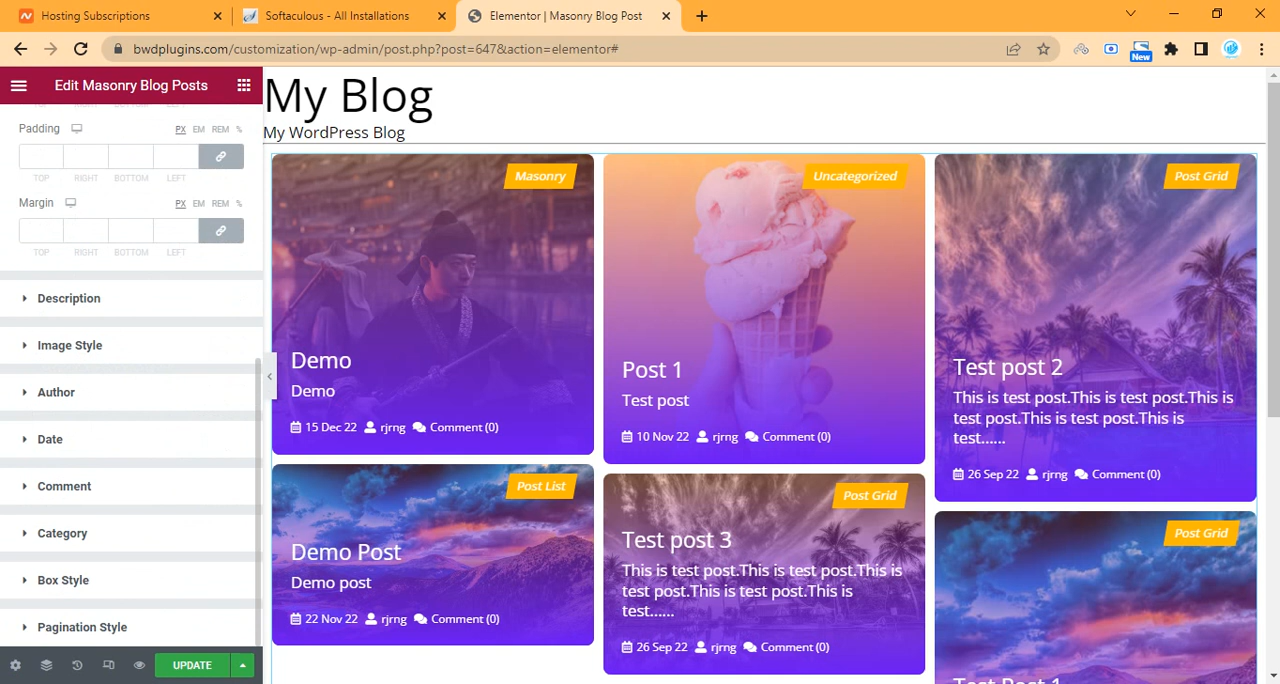 Hosting Subscriptions
Softaculous - All Installations
Elementor | Masonry Blog Post
bwdplugins.com/customization/wp-admin/post.php?post=647&action=elementor#
New
Edit Masonry Blog Posts
TOP RIGHT BOTTOM LEFT
Padding PX EM REM %
TOP RIGHT BOTTOM LEFT
Margin PX EM REM %
TOP RIGHT BOTTOM LEFT
Description
Image Style
Author
Date
Comment
Category
Box Style
Pagination Style
UPDATE
My Blog
My WordPress Blog
Masonry
Demo
Demo
15 Dec 22 rjrng Comment (0)
Uncategorized
Post 1
Test post
10 Nov 22 rjrng Comment (0)
Post Grid
Test post 2
This is test post.This is test post.This is
test post.This is test post.This is
test......
26 Sep 22 rjrng Comment (0)
Post List
Demo Post
Demo post
22 Nov 22 rjrng Comment (0)
Post Grid
Test post 3
This is test post.This is test post.This is
test post.This is test post.This is
test......
26 Sep 22 rjrng Comment (0)
Post Grid
Test Post 1